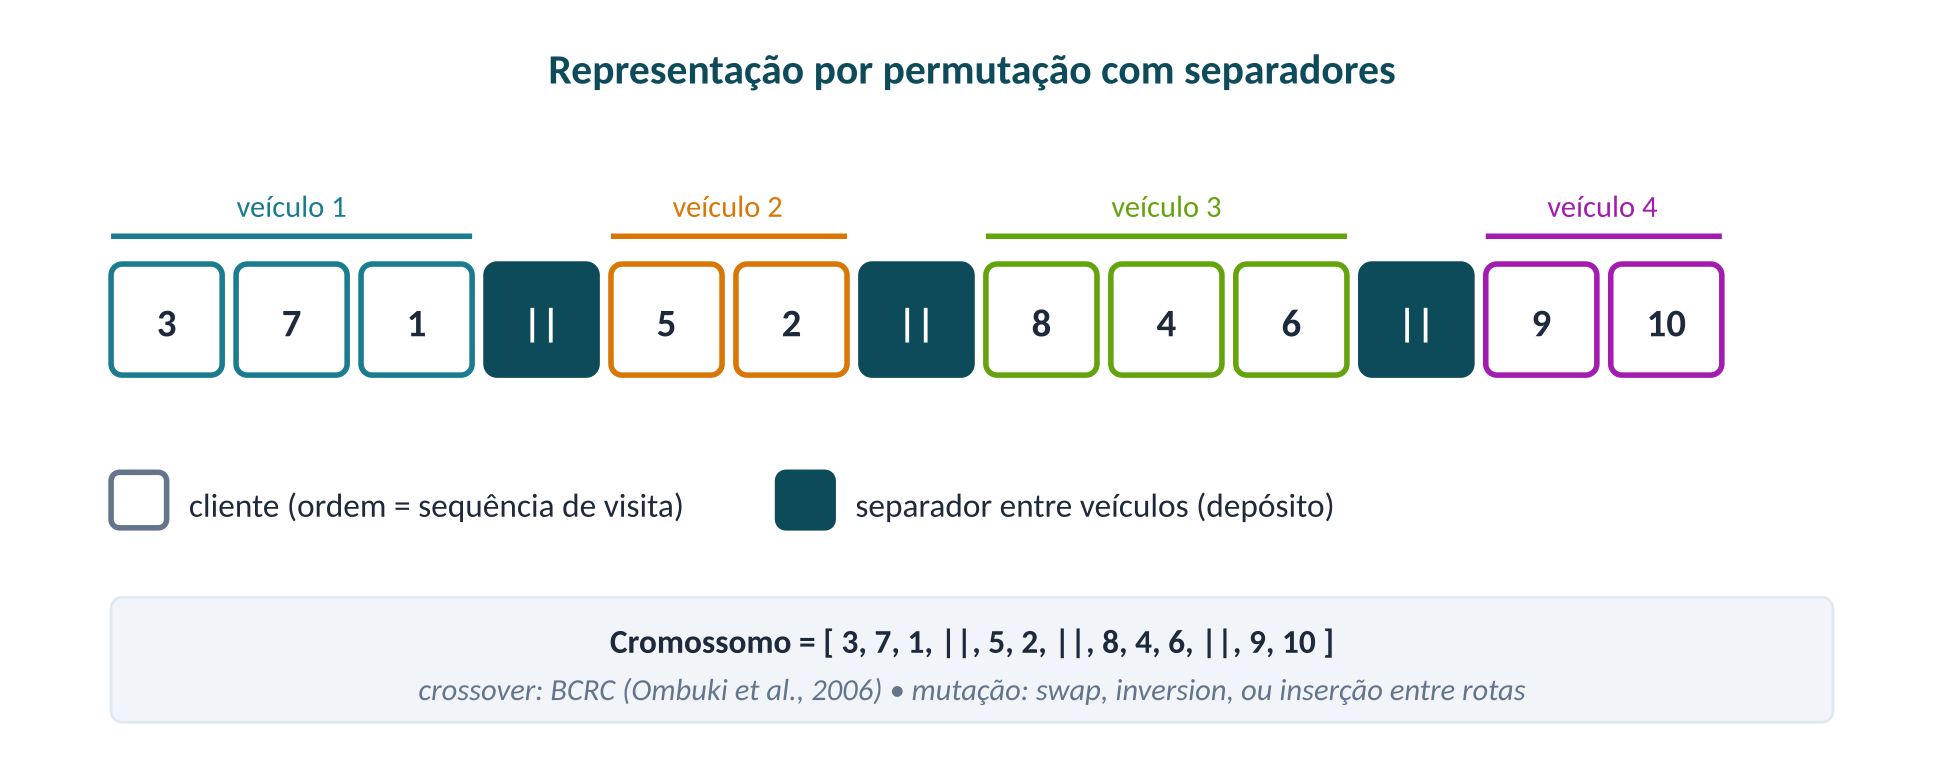 Representação por permutação com separadores
veículo 1 veículo 2 veículo 3 veículo 4
3 7 1 || 5 2 || 8 4 6 || 9 10
cliente (ordem = sequência de visita) separador entre veículos (depósito)
Cromossomo = [ 3, 7, 1, ||, 5, 2, ||, 8, 4, 6, ||, 9, 10 ]
crossover: BCRC (Ombuki et al., 2006) • mutação: swap, inversion, ou inserção entre rotas